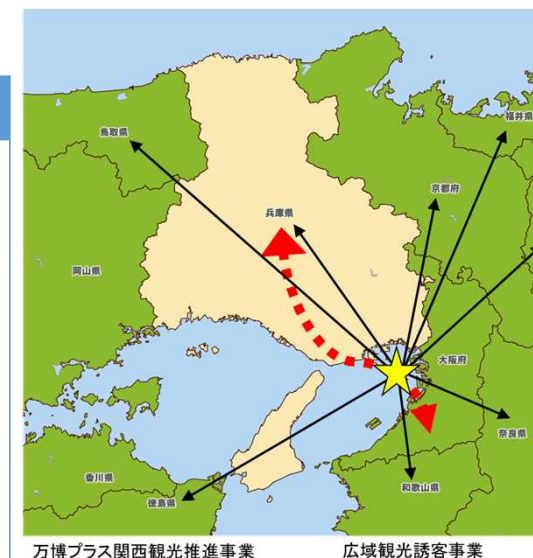 福井県
鳥取県
京都府
兵庫県
岡山県
大阪府
奈良県
香川県
徳島県
和歌山県
万博プラス関西観光推進事業
広域観光誘客事業